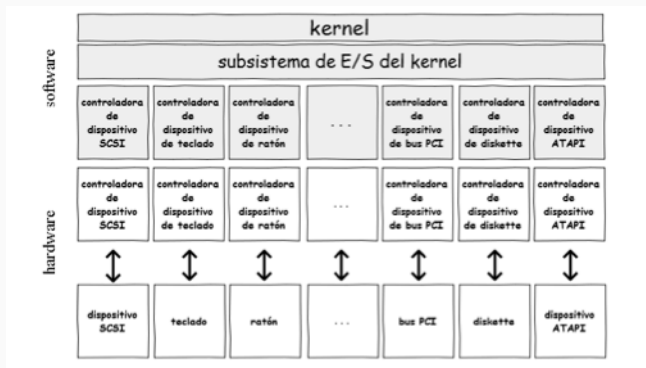 kernel
subsistema de E/S del kernel
software
controladora
de
dispositivo
SCSI
controladora
de
dispositivo
de teclado
controladora
de
dispositivo
de ratón
...
controladora
de
dispositivo
de bus PCI
controladora
de
dispositivo
de diskette
controladora
de
dispositivo
ATAPI
hardware
controladora
de
dispositivo
SCSI
controladora
de
dispositivo
de teclado
controladora
de
dispositivo
de ratón
...
controladora
de
dispositivo
de bus PCI
controladora
de
dispositivo
de diskette
controladora
de
dispositivo
ATAPI
dispositivo
SCSI
teclado
ratón
...
bus PCI
diskette
dispositivo
ATAPI